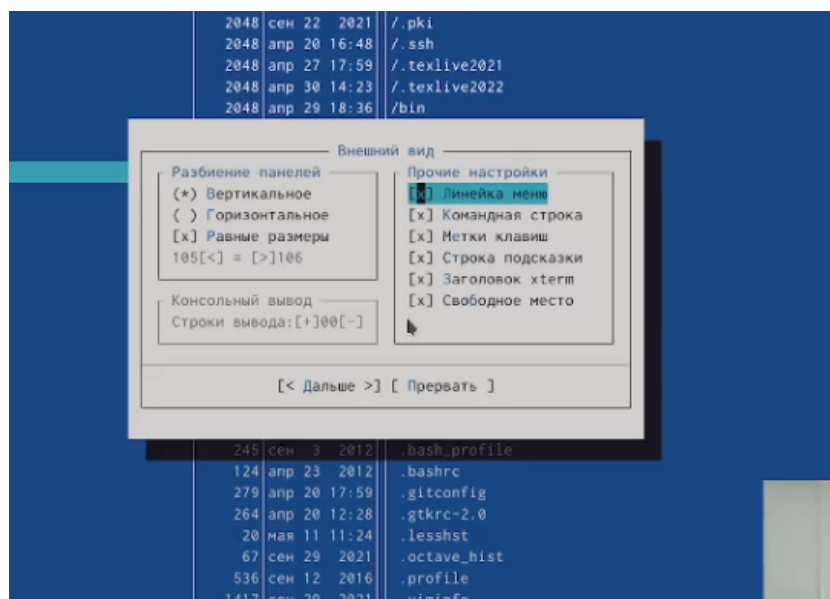 2048 сен 22 2021 /.pki
2048 апр 20 16:48 /.ssh
2048 апр 27 17:59 /.texlive2021
2048 апр 30 14:23 /.texlive2022
2048 апр 29 18:36 /bin
Внешний вид
Разбиение панелей
(*) Вертикальное
( ) Горизонтальное
[x] Равные размеры
105[<] = [>]106
Консольный вывод
Строки вывода:[+]00[-]
Прочие настройки
[x] Линейка меню
[x] Командная строка
[x] Метки клавиш
[x] Строка подсказки
[x] Заголовок xterm
[x] Свободное место
[< Дальше >] [ Прервать ]
245 сен 3 2012 .bash_profile
124 апр 23 2012 .bashrc
279 апр 20 17:59 .gitconfig
264 апр 20 12:28 .gtkrc-2.0
20 мая 11 11:24 .lesshst
67 сен 29 2021 .octave_hist
536 сен 12 2016 .profile
1417 сен 29 2021 .viminfo